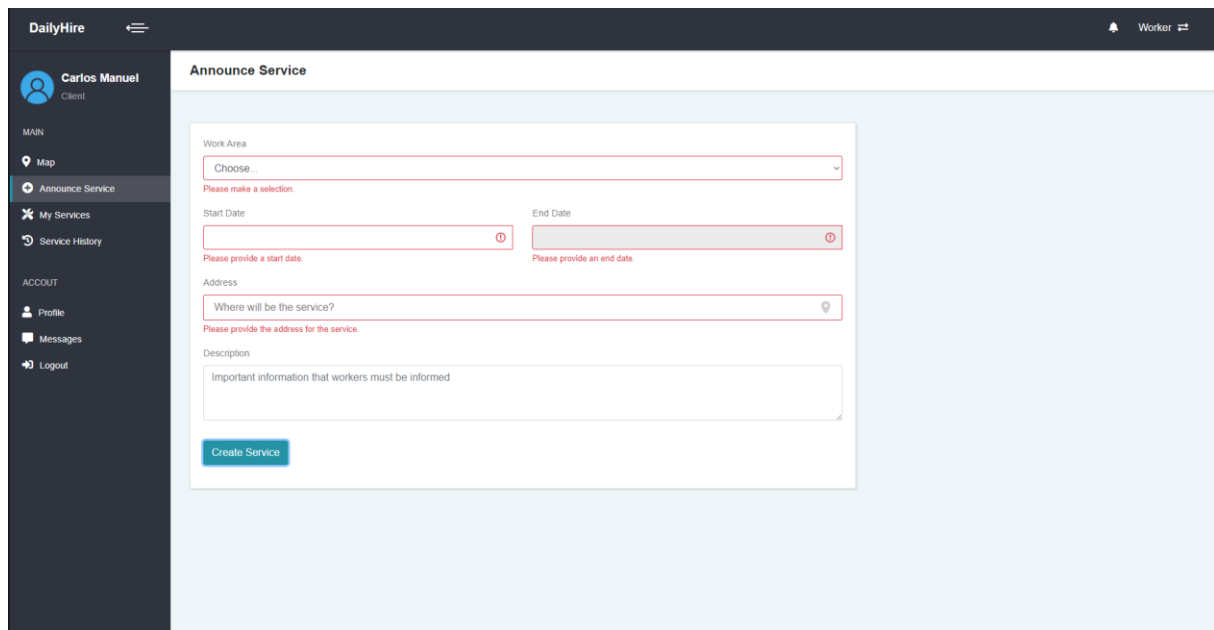 DailyHire
Worker
Carlos Manuel
Client
MAIN
Map
Announce Service
My Services
Service History
ACCOUT
Profile
Messages
Logout
Announce Service
Work Area
Choose...
Please make a selection.
Start Date
End Date
Please provide a start date.
Please provide an end date.
Address
Where will be the service?
Please provide the address for the service.
Description
Important information that workers must be informed
Create Service